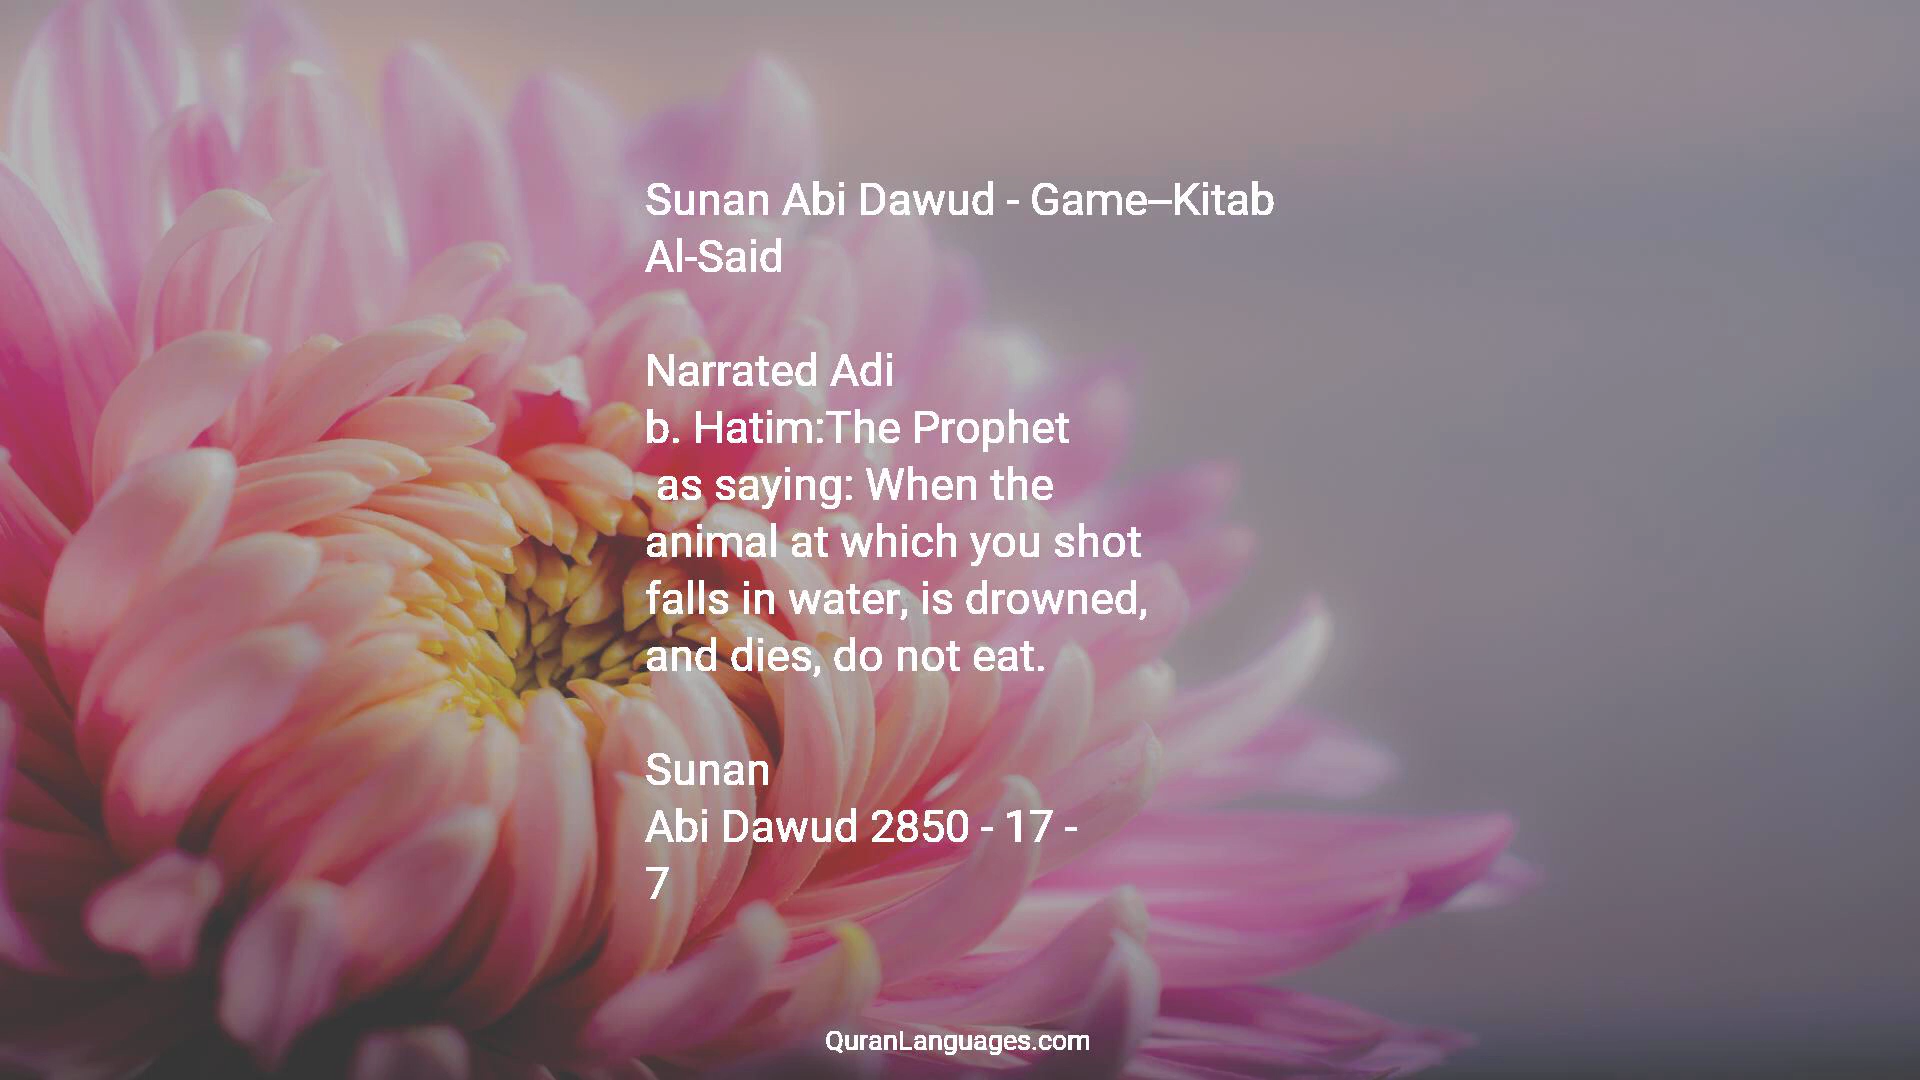 Sunan Abi Dawud - Game--Kitab
Al-Said
Narrated Adi
b. Hatim:The Prophet
as saying: When the
animal at which you shot
falls in water, is drowned,
and dies, do not eat.
Sunan
Abi Dawud 2850 - 17 -
7
QuranLanguages.com